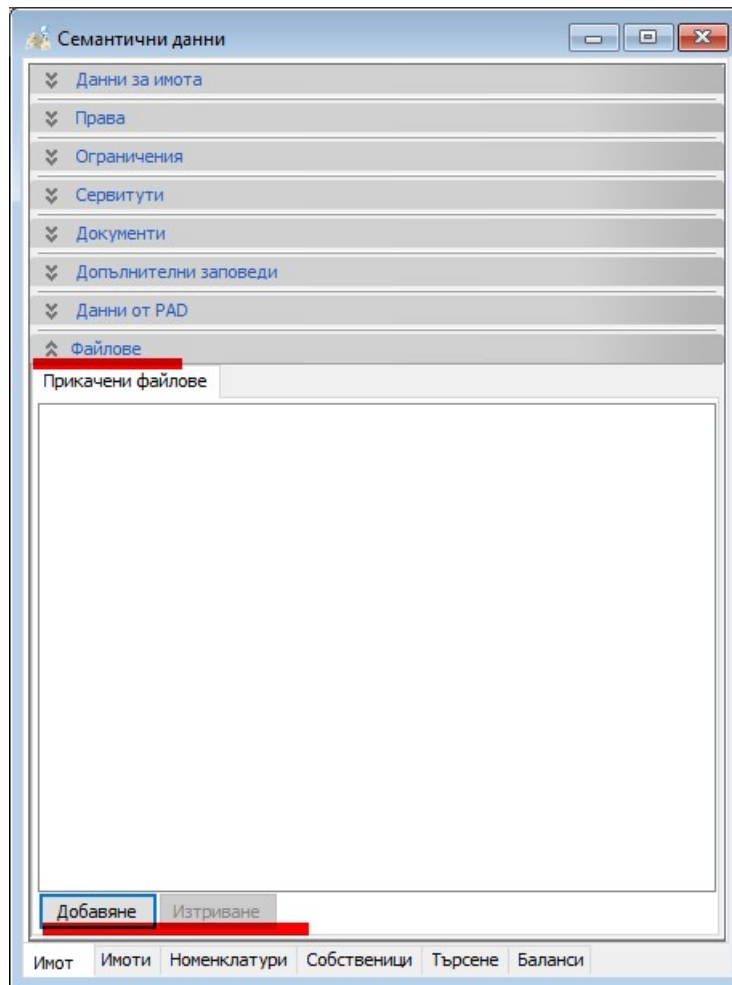 Семантични данни
Данни за имота
Права
Ограничения
Сервитути
Документи
Допълнителни заповеди
Данни от PAD
Файлове
Прикачени файлове
Добавяне Изтриване
Имот Имоти Номенклатури Собственици Търсене Баланси